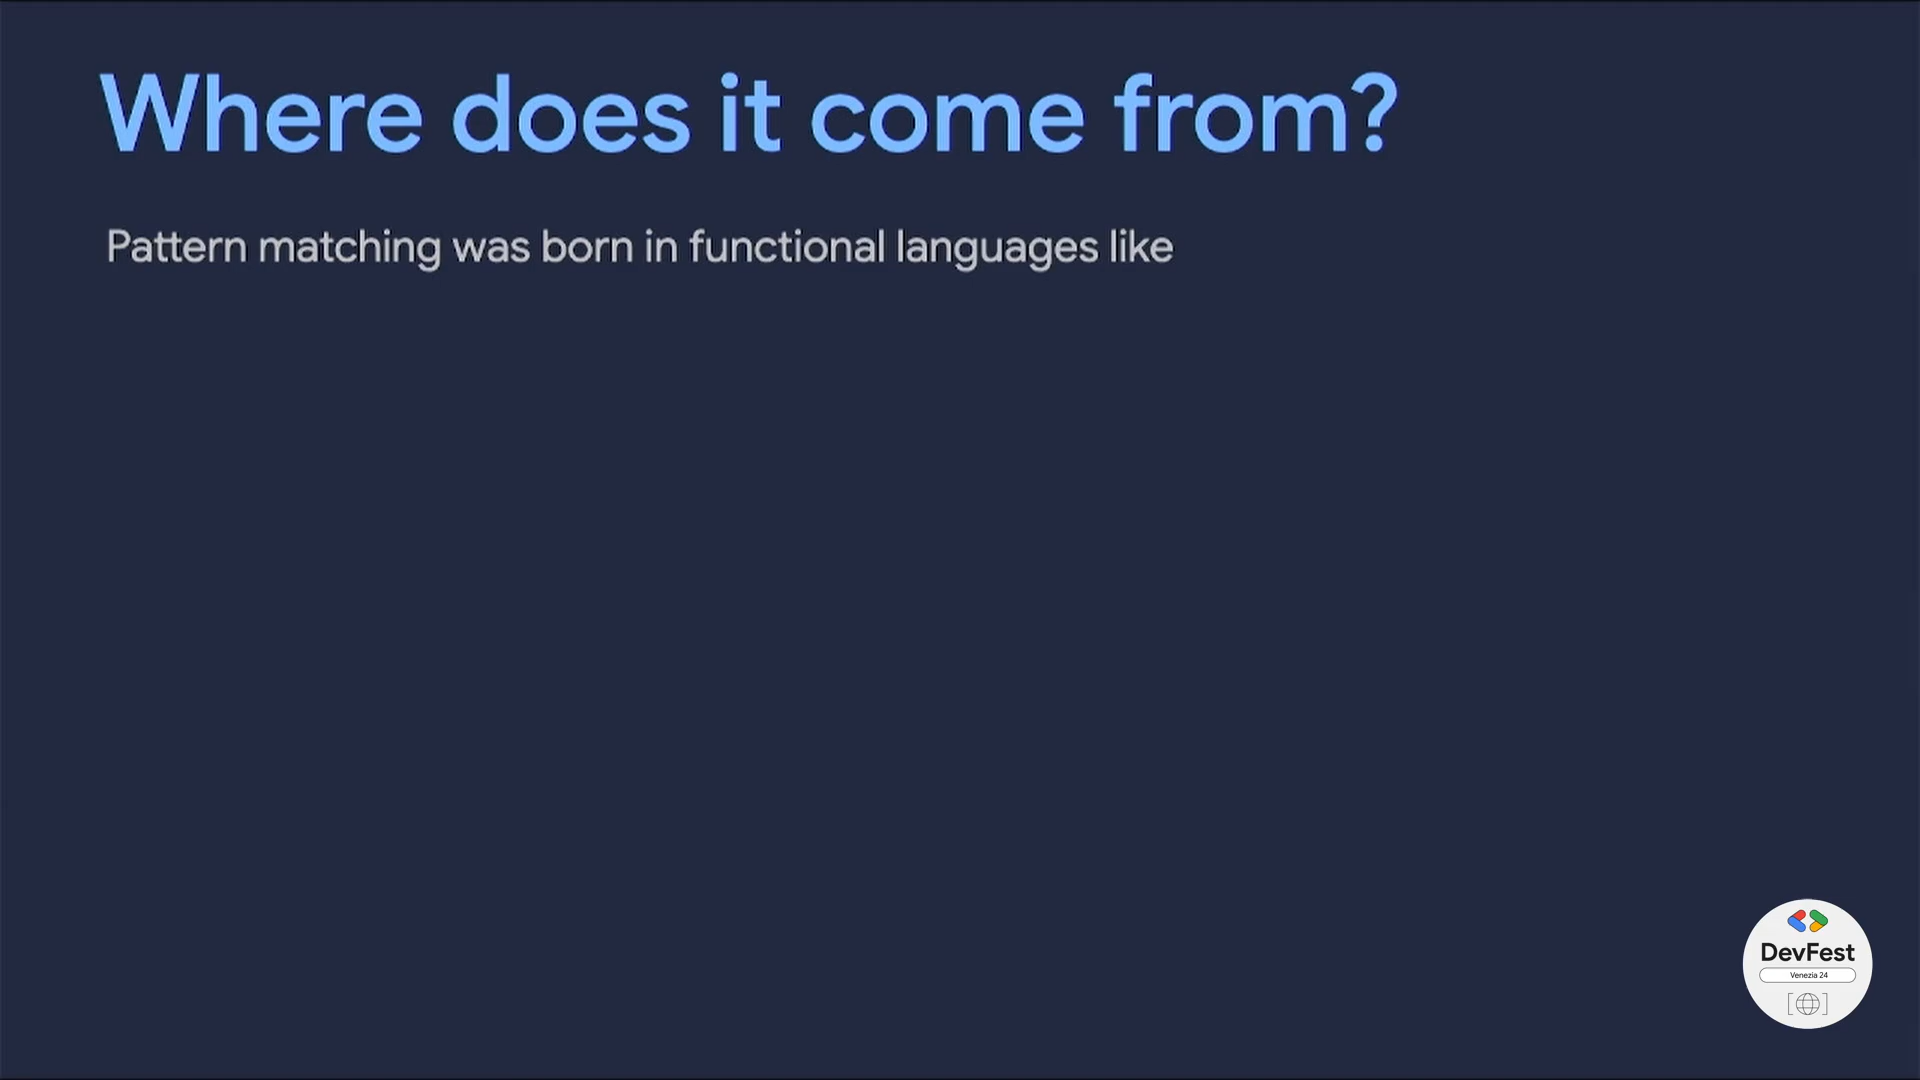 Where does it come from?
Pattern matching was born in functional languages like
DevFest
Venezia 24